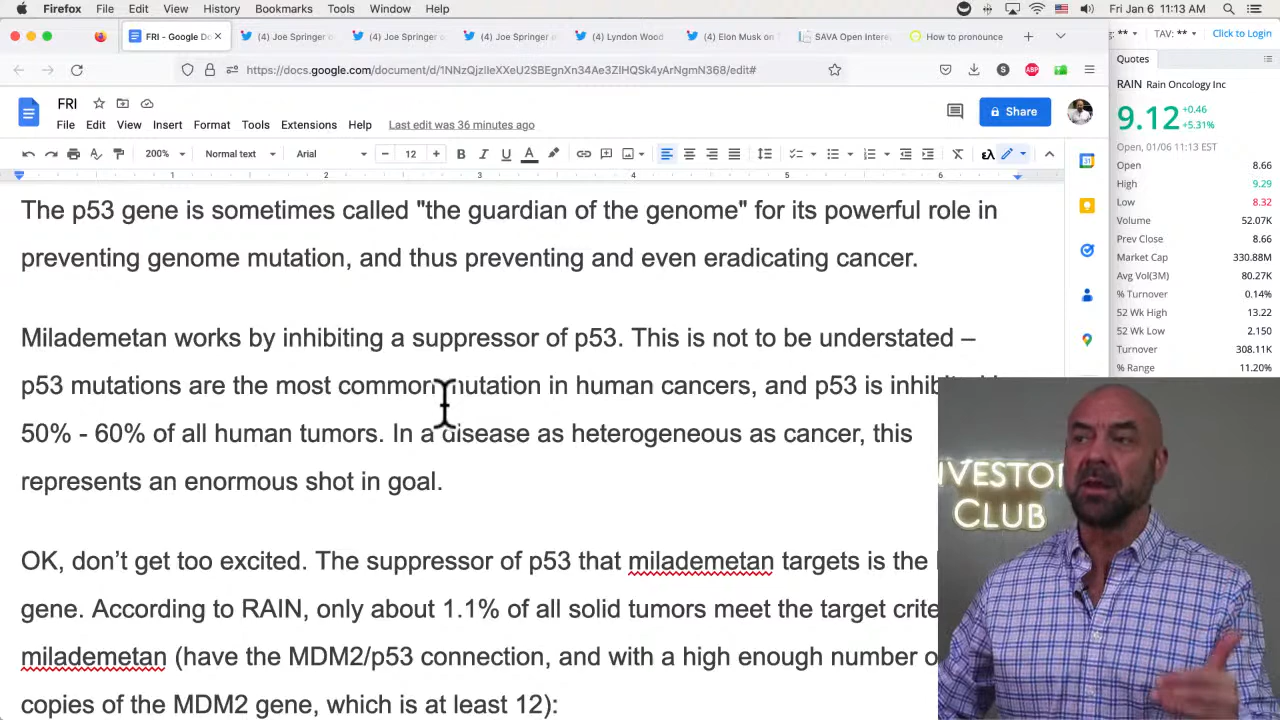 Firefox File Edit View History Bookmarks Tools Window Help Fri Jan 6 11:13 AM
FRI - Google Do Joe Springer o Joe Springer o Joe Springer o Lyndon Wood Elon Musk on SAVA Open Intere How to pronounce
https://docs.google.com/document/d/1NNzQjzIIeXXeU2SBEgnXn34Ae3ZIHQSk4yArNgmN368/edit#
FRI
File Edit View Insert Format Tools Extensions Help Last edit was 36 minutes ago
Share
200% Normal text Arial 12
1 2 3 4 5 6
The p53 gene is sometimes called "the guardian of the genome" for its powerful role in
preventing genome mutation, and thus preventing and even eradicating cancer.
Milademetan works by inhibiting a suppressor of p53. This is not to be understated –
p53 mutations are the most common mutation in human cancers, and p53 is
50% - 60% of all human tumors. In a disease as heterogeneous as cancer, this
represents an enormous shot in goal.
OK, don’t get too excited. The suppressor of p53 that milademetan targets is the
gene. According to RAIN, only about 1.1% of all solid tumors meet the target
milademetan (have the MDM2/p53 connection, and with a high enough number
copies of the MDM2 gene, which is at least 12):
** TAV: ** Click to Login
Quotes
RAIN Rain Oncology Inc
9.12 +0.46
+5.31%
Open, 01/06 11:13 EST
Open 8.66
High 9.29
Low 8.32
Volume 52.07K
Prev Close 8.66
Market Cap 330.88M
Avg Vol(3M) 80.27K
% Turnover 0.14%
52 Wk High 13.22
52 Wk Low 2.150
Turnover 308.11K
% Range 11.20%
INVESTOR
CLUB